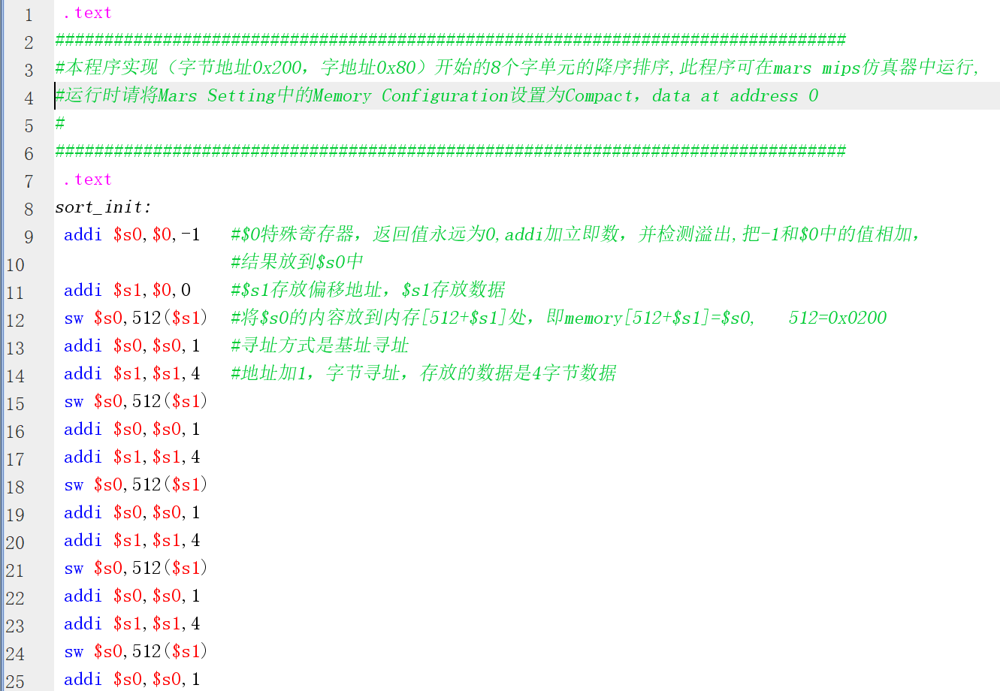 1 .text
2 #################################################################################
3 #本程序实现（字节地址0x200，字地址0x80）开始的8个字单元的降序排序,此程序可在mars mips仿真器中运行,
4 #运行时请将Mars Setting中的Memory Configuration设置为Compact，data at address 0
5 #
6 #################################################################################
7 .text
8 sort_init:
9 addi $s0,$0,-1 #$0特殊寄存器，返回值永远为0,addi加立即数，并检测溢出,把-1和$0中的值相加，
10 #结果放到$s0中
11 addi $s1,$0,0 #$s1存放偏移地址，$s1存放数据
12 sw $s0,512($s1) #将$s0的内容放到内存[512+$s1]处，即memory[512+$s1]=$s0, 512=0x0200
13 addi $s0,$s0,1 #寻址方式是基址寻址
14 addi $s1,$s1,4 #地址加1，字节寻址，存放的数据是4字节数据
15 sw $s0,512($s1)
16 addi $s0,$s0,1
17 addi $s1,$s1,4
18 sw $s0,512($s1)
19 addi $s0,$s0,1
20 addi $s1,$s1,4
21 sw $s0,512($s1)
22 addi $s0,$s0,1
23 addi $s1,$s1,4
24 sw $s0,512($s1)
25 addi $s0,$s0,1